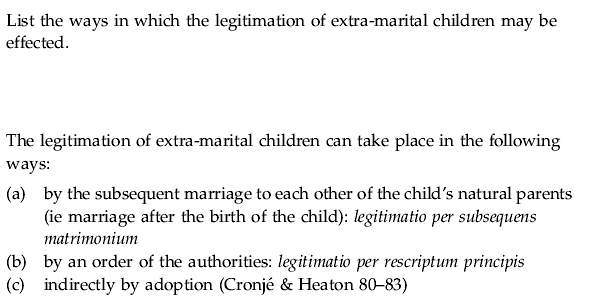 List the ways in which the legitimation of extra-marital children may be
effected.
The legitimation of extra-marital children can take place in the following
ways:
(a) by the subsequent marriage to each other of the child's natural parents
(ie marriage after the birth of the child): legitimatio per subsequens
matrimonium
(b) by an order of the authorities: legitimatio per rescriptum principis
(c) indirectly by adoption (Cronjé & Heaton 80–83)